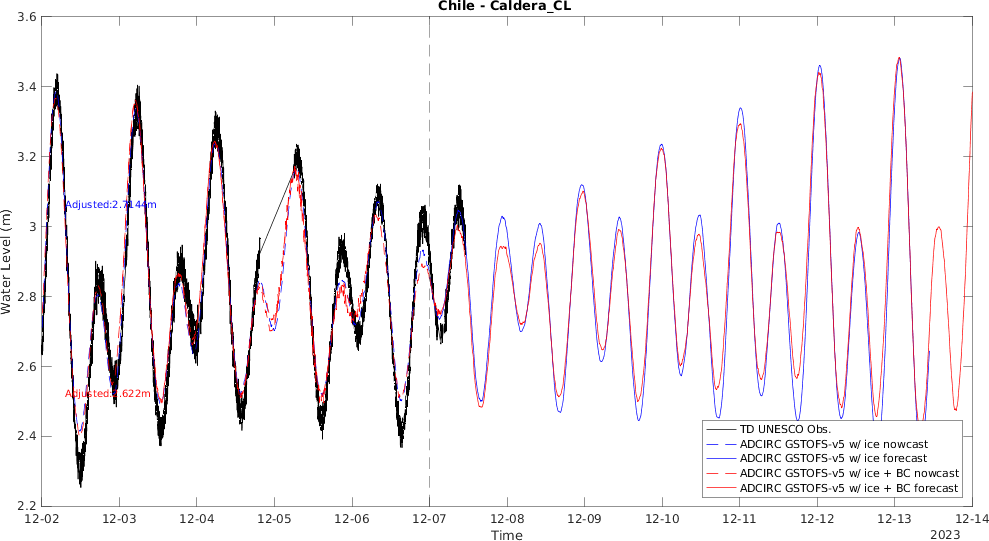 Chile - Caldera_CL
3.6
3.4
3.2
3
2.8
2.6
2.4
2.2
Water Level (m)
Adjusted:2.7144m
Adjusted:2.622m
TD UNESCO Obs.
ADCIRC GSTOFS-v5 w/ ice nowcast
ADCIRC GSTOFS-v5 w/ ice forecast
ADCIRC GSTOFS-v5 w/ ice + BC nowcast
ADCIRC GSTOFS-v5 w/ ice + BC forecast
12-02 12-03 12-04 12-05 12-06 12-07 12-08 12-09 12-10 12-11 12-12 12-13 12-14
Time
2023